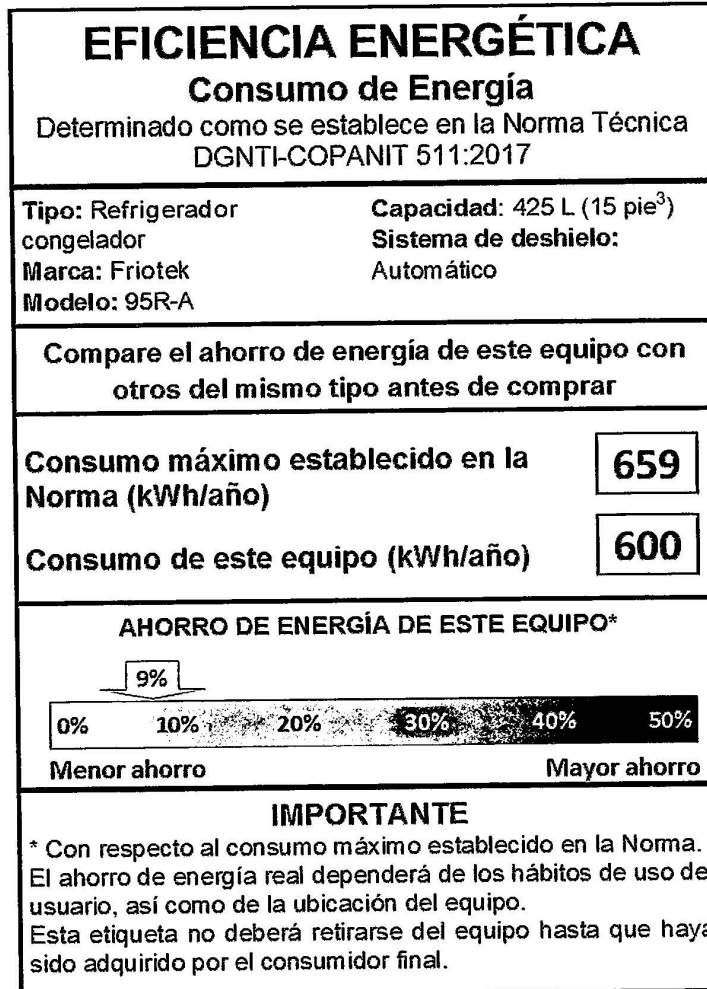 EFICIENCIA ENERGÉTICA
Consumo de Energía
Determinado como se establece en la Norma Técnica
DGNTI-COPANIT 511:2017
Tipo: Refrigerador
congelador
Marca: Friotek
Modelo: 95R-A
Capacidad: 425 L (15 pie³)
Sistema de deshielo:
Automático
Compare el ahorro de energía de este equipo con
otros del mismo tipo antes de comprar
Consumo máximo establecido en la
Norma (kWh/año)
659
Consumo de este equipo (kWh/año)
600
AHORRO DE ENERGÍA DE ESTE EQUIPO*
9%
0% 10% 20% 30% 40% 50%
Menor ahorro Mayor ahorro
IMPORTANTE
* Con respecto al consumo máximo establecido en la Norma.
El ahorro de energía real dependerá de los hábitos de uso de
usuario, así como de la ubicación del equipo.
Esta etiqueta no deberá retirarse del equipo hasta que haya
sido adquirido por el consumidor final.